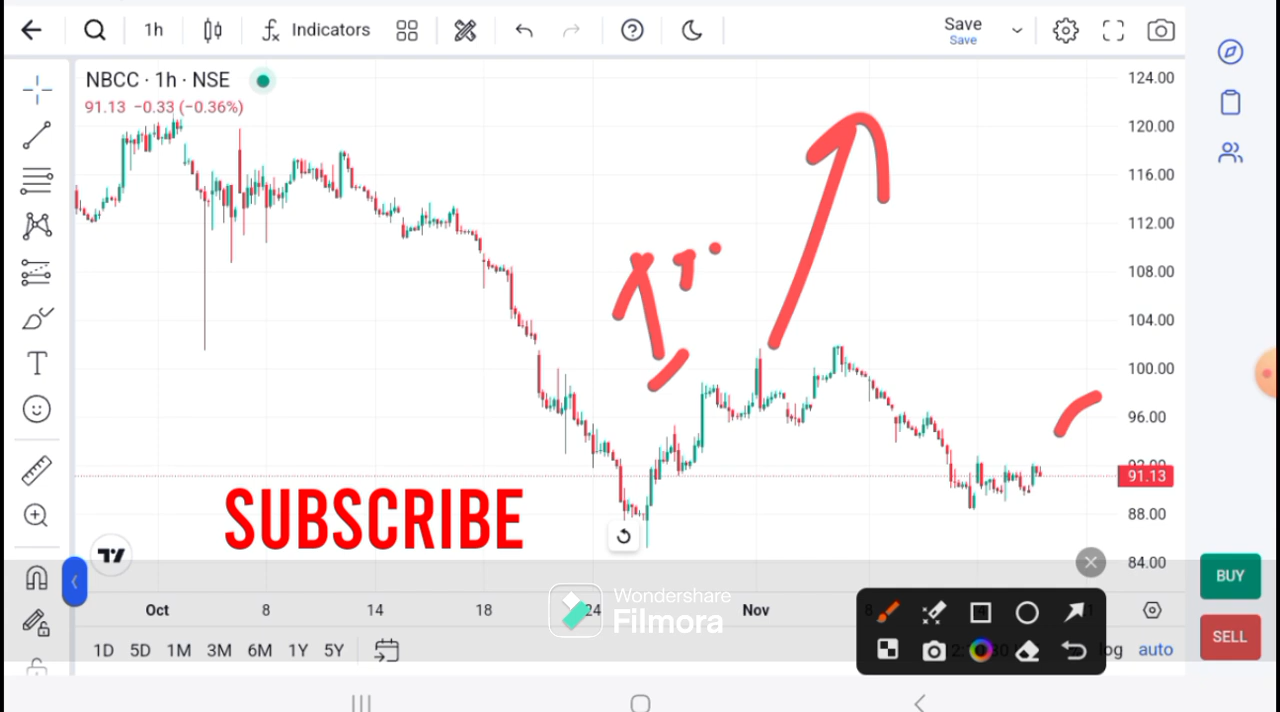 1h
Indicators
Save
Save
NBCC · 1h · NSE
91.13 −0.33 (−0.36%)
124.00
120.00
116.00
112.00
108.00
104.00
100.00
96.00
91.13
88.00
84.00
SUBSCRIBE
Wondershare
Filmora
Oct
8
14
18
24
Nov
1D
5D
1M
3M
6M
1Y
5Y
log
auto
BUY
SELL